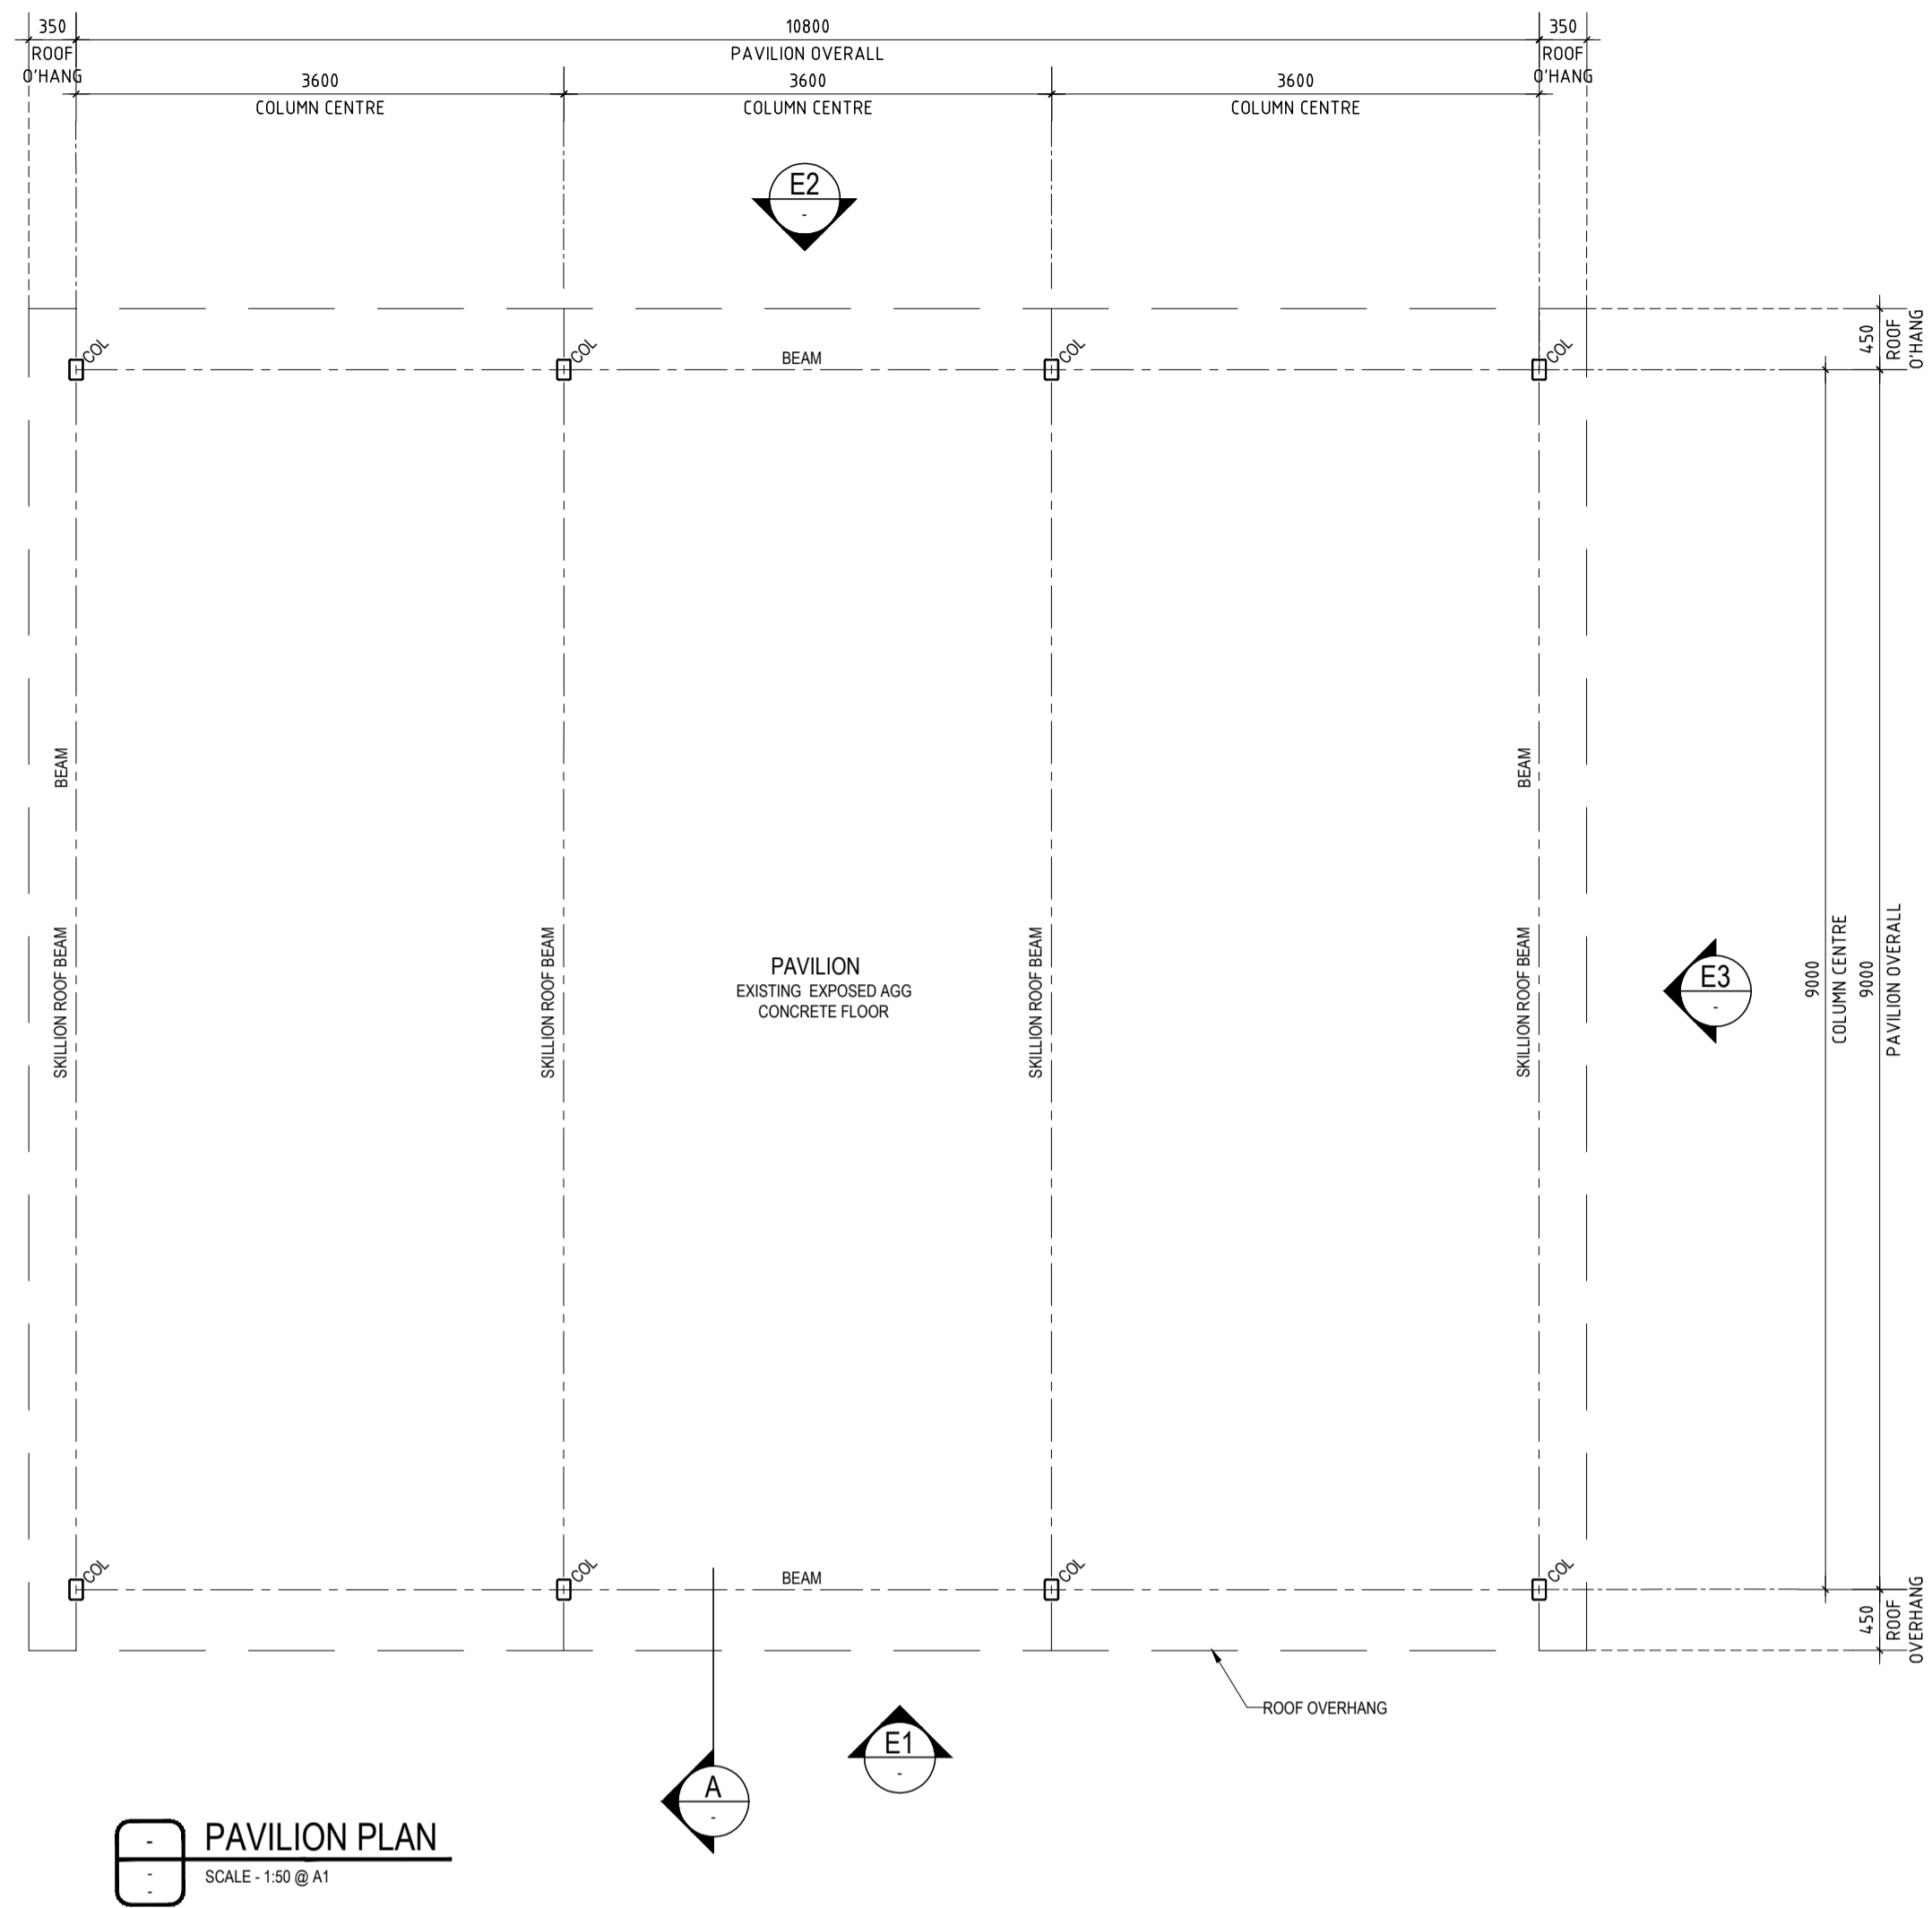 350
10800
350
ROOF
O'HANG
PAVILION OVERALL
ROOF
O'HANG
3600
3600
3600
COLUMN CENTRE
COLUMN CENTRE
COLUMN CENTRE
E2
-
450
ROOF
O'HANG
COL
COL
BEAM
COL
COL
BEAM
BEAM
SKILLION ROOF BEAM
SKILLION ROOF BEAM
PAVILION
EXISTING EXPOSED AGG
CONCRETE FLOOR
SKILLION ROOF BEAM
SKILLION ROOF BEAM
E3
-
9000
COLUMN CENTRE
9000
PAVILION OVERALL
COL
COL
BEAM
COL
COL
450
ROOF
OVERHANG
ROOF OVERHANG
E1
-
A
-
-
-
-
PAVILION PLAN
SCALE - 1:50 @ A1